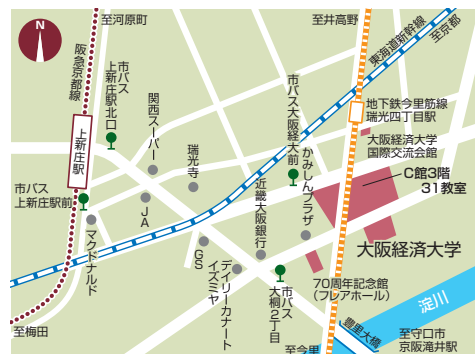 至河原町
至井高野
東海道新幹線
至京都
N
阪急京都線
市バス
上新庄駅北口
関西スーパー
瑞光寺
市バス大阪経大前
かみしんプラザ
地下鉄今里筋線
瑞光四丁目駅
大阪経済大学
国際交流会館
C館3階
31教室
上新庄駅
市バス
上新庄駅前
JA
マクドナルド
近畿大阪銀行
GS
デイリーカナート
イズミヤ
市バス
大桐2丁目
大阪経済大学
70周年記念館
(フレアホール)
淀川
豊里大橋
至梅田
至今里
至守口市
京阪滝井駅